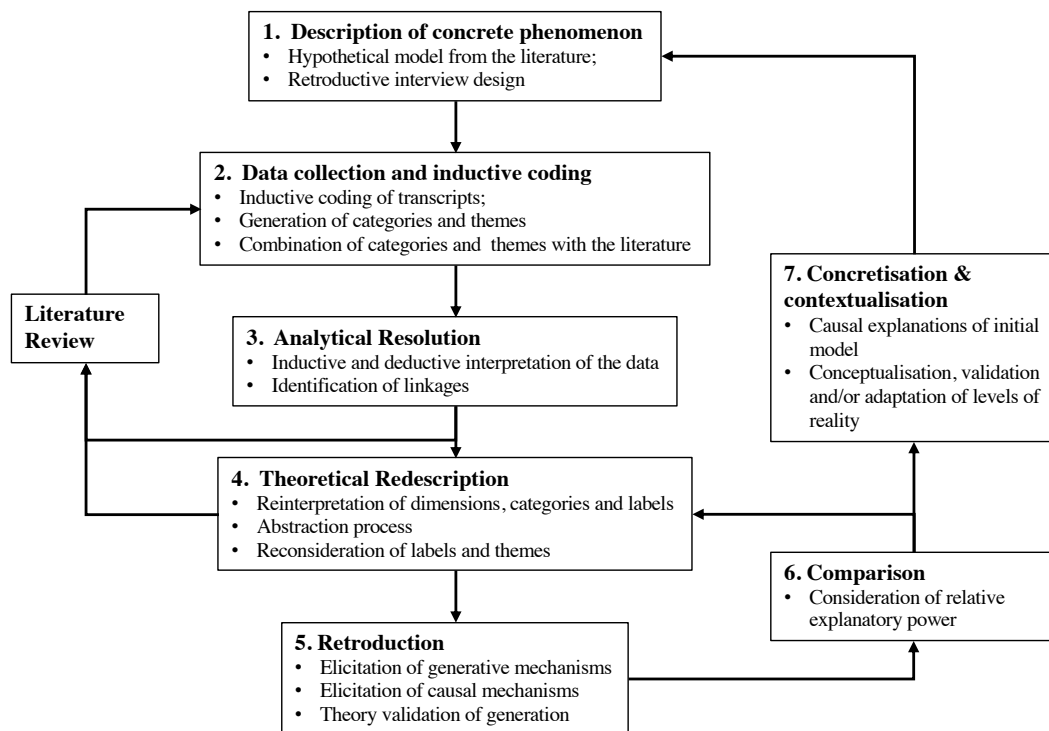 1. Description of concrete phenomenon
• Hypothetical model from the literature;
• Retroductive interview design
2. Data collection and inductive coding
• Inductive coding of transcripts;
• Generation of categories and themes
• Combination of categories and themes with the literature
Literature
Review
3. Analytical Resolution
• Inductive and deductive interpretation of the data
• Identification of linkages
4. Theoretical Redescription
• Reinterpretation of dimensions, categories and labels
• Abstraction process
• Reconsideration of labels and themes
5. Retroduction
• Elicitation of generative mechanisms
• Elicitation of causal mechanisms
• Theory validation of generation
6. Comparison
• Consideration of relative
explanatory power
7. Concretisation &
contextualisation
• Causal explanations of initial
model
• Conceptualisation, validation
and/or adaptation of levels of
reality